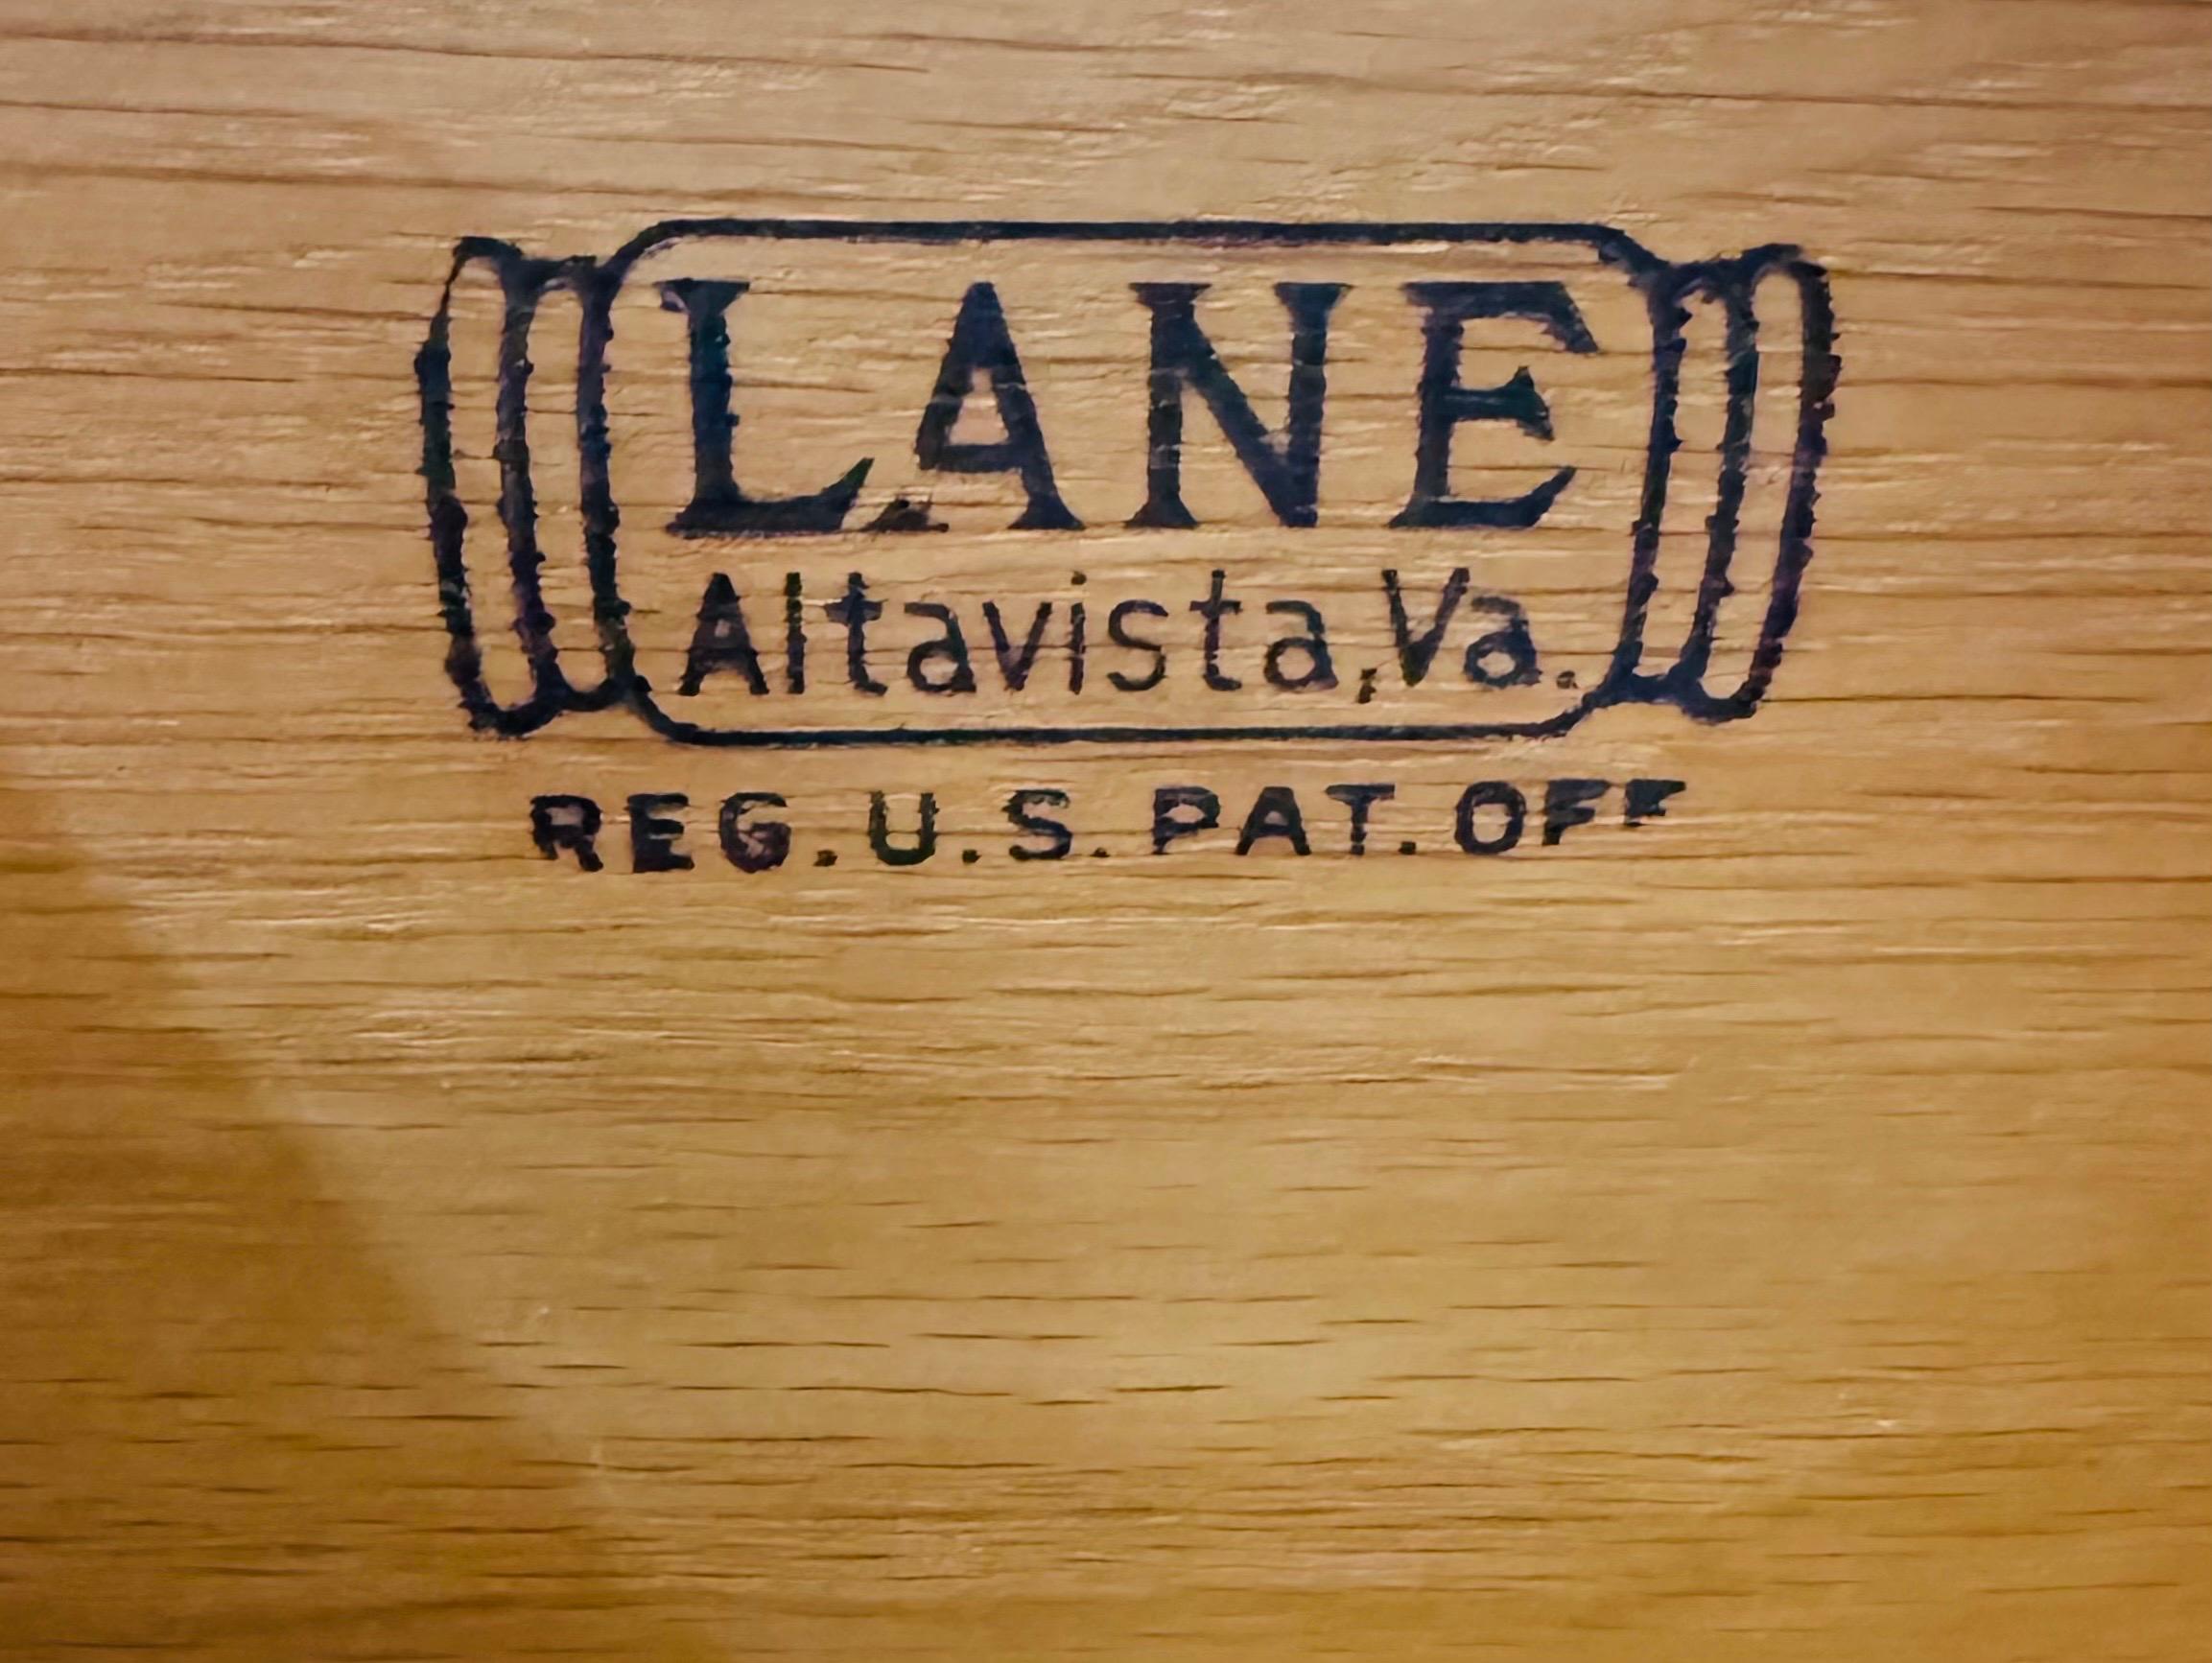 LANE
Altavista, Va.
REG. U.S. PAT. OFF